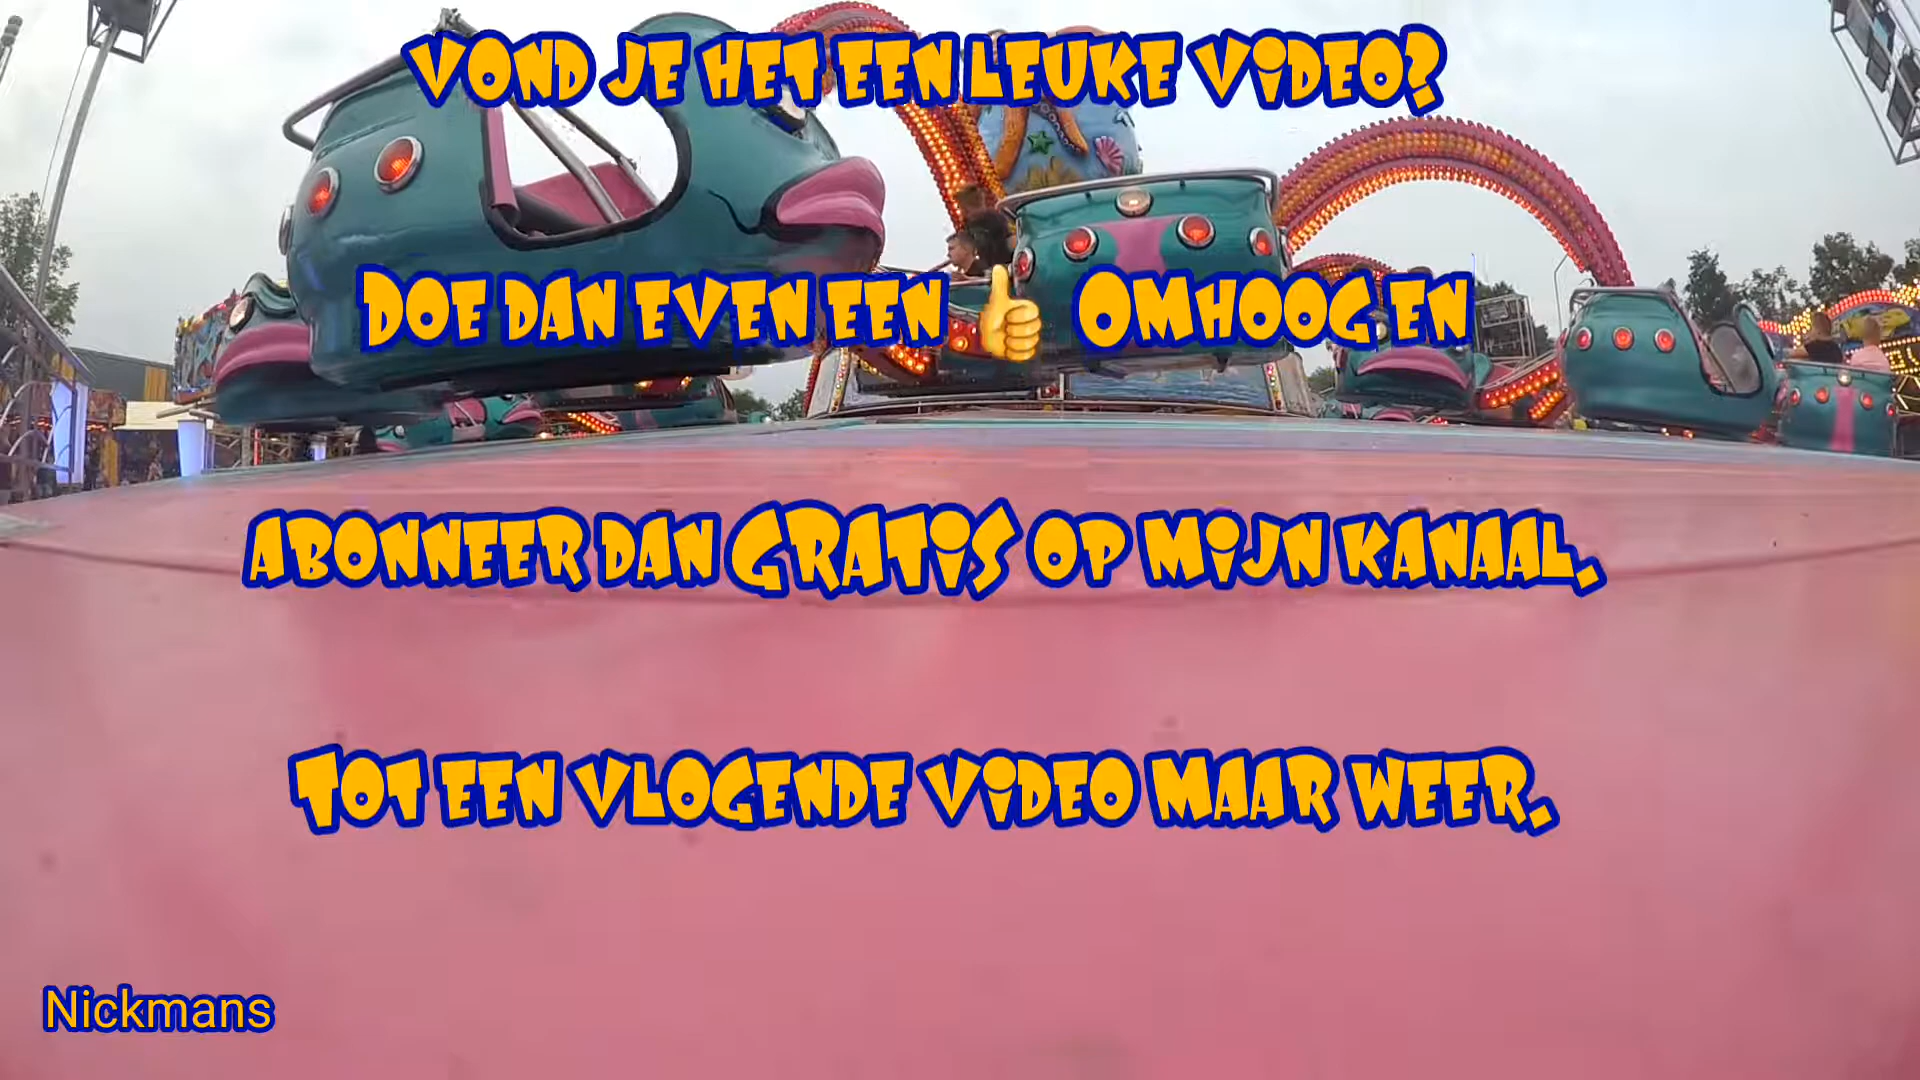 Vond je het een leuke video?
Doe dan even een 👍 Omhoog en
abonneer dan GRATIS op mijn kanaal.
Tot een vlogende video maar weer.
Nickmans